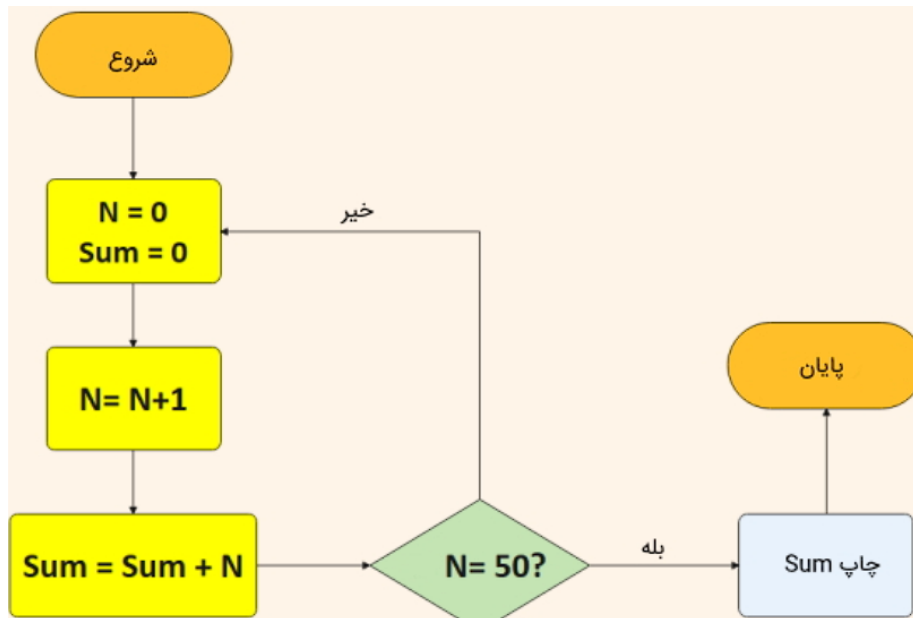 شروع
N = 0
Sum = 0
خیر
N= N+1
پایان
Sum = Sum + N
N= 50?
بله
چاپ Sum